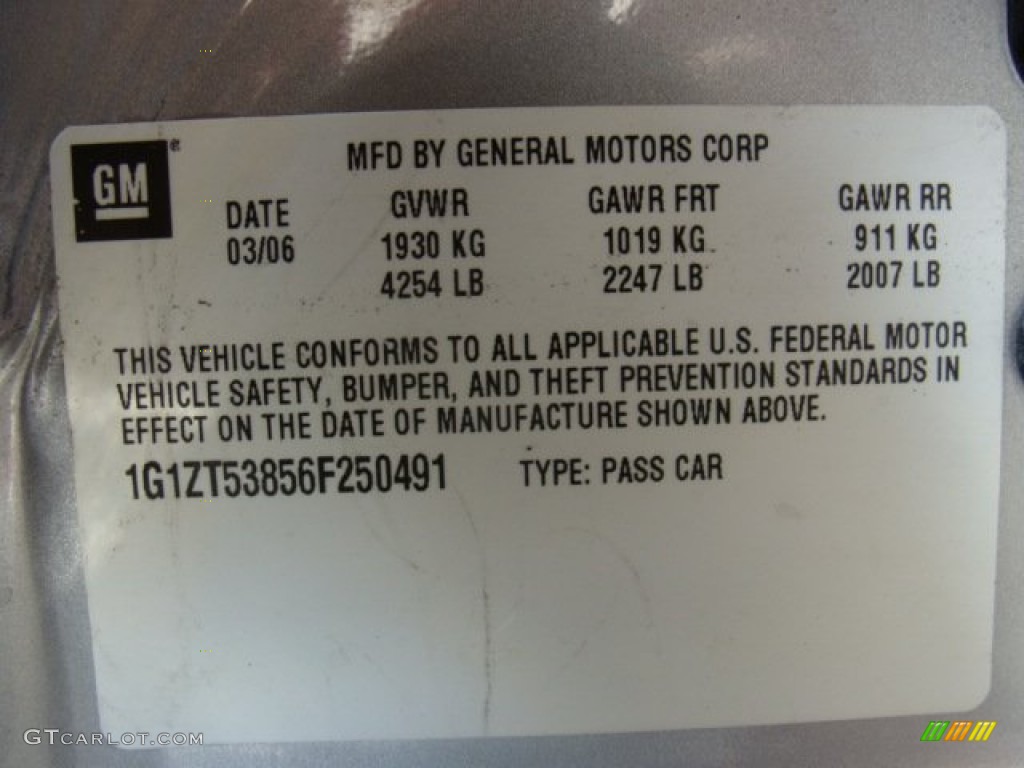 GM®
MFD BY GENERAL MOTORS CORP
DATE GVWR GAWR FRT GAWR RR
03/06 1930 KG 1019 KG 911 KG
4254 LB 2247 LB 2007 LB
THIS VEHICLE CONFORMS TO ALL APPLICABLE U.S. FEDERAL MOTOR
VEHICLE SAFETY, BUMPER, AND THEFT PREVENTION STANDARDS IN
EFFECT ON THE DATE OF MANUFACTURE SHOWN ABOVE.
1G1ZT53856F250491 TYPE: PASS CAR
GTCARLOT.COM